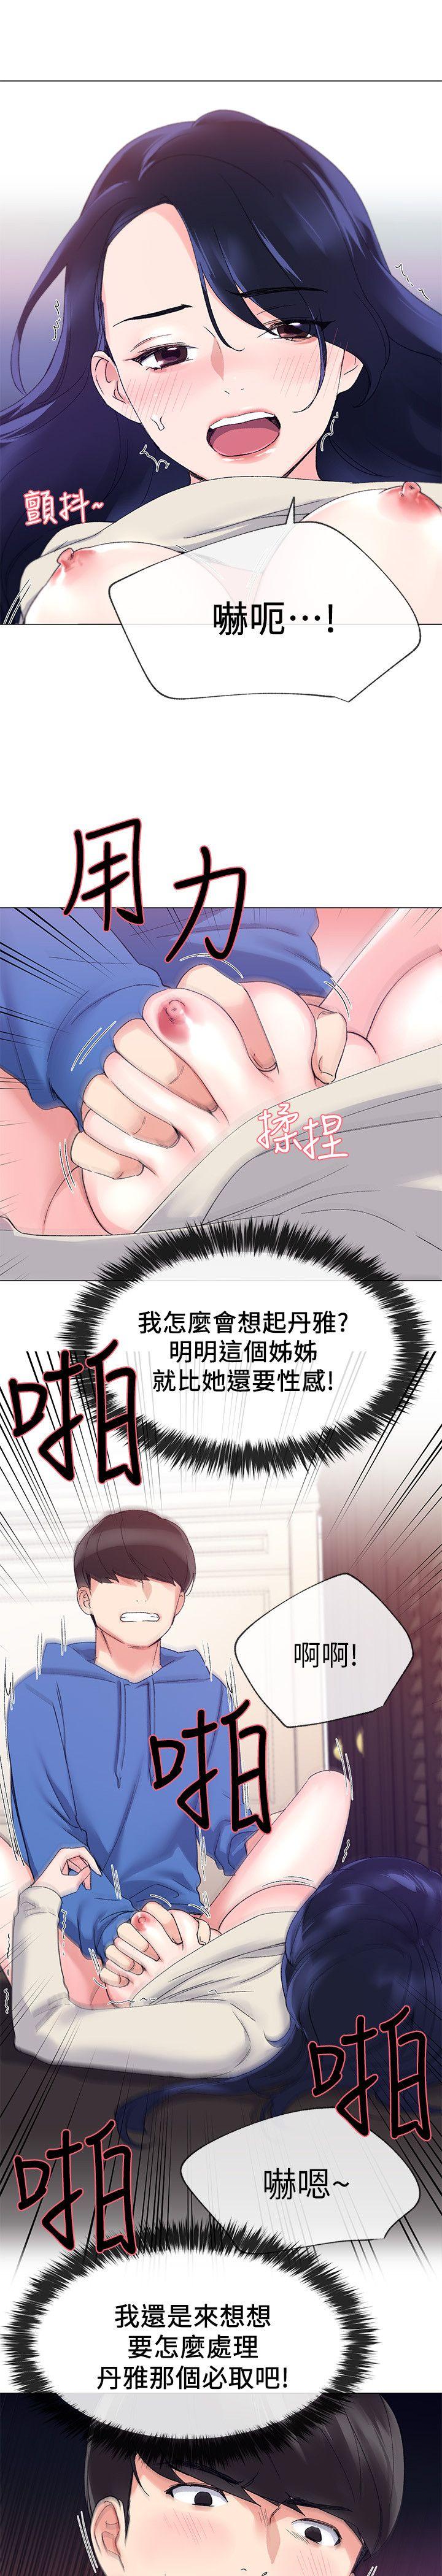 顫抖~
嚇呃…!
用力
揉捏
我怎麼會想起丹雅?
明明這個姊姊
就比她還要性感!
啪
啊啊!
啪
啪
啪
嚇嗯~
我還是來想想
要怎麼處理
丹雅那個必取吧!